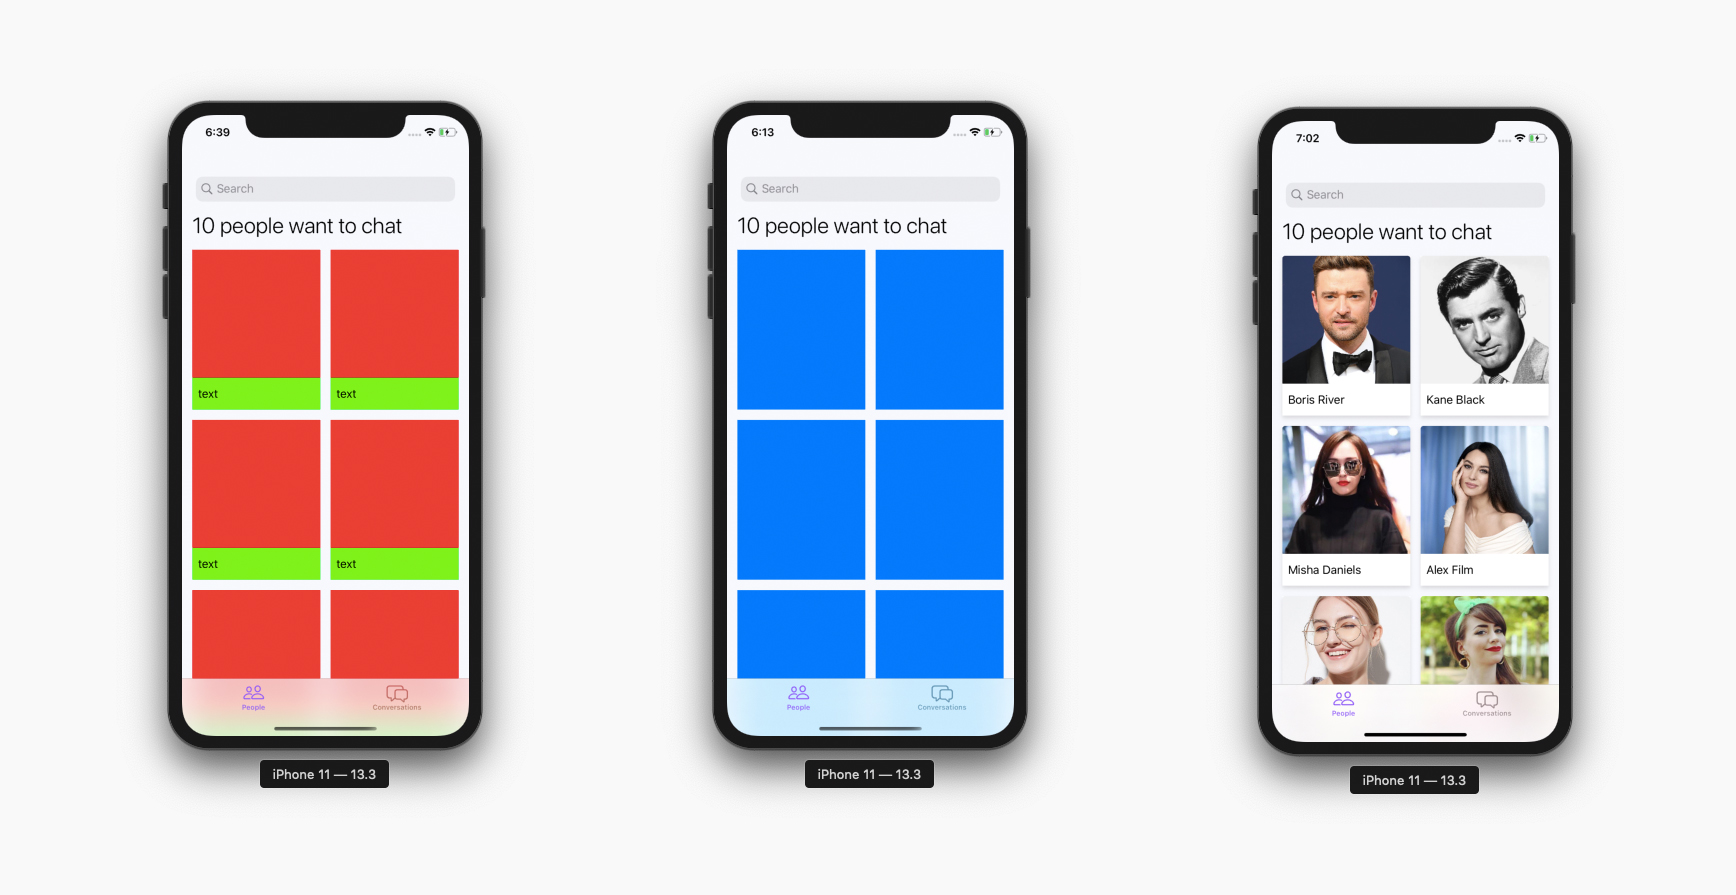 6:39
Search
10 people want to chat
text
text
text
text
People
Conversations
iPhone 11 — 13.3
6:13
Search
10 people want to chat
People
Conversations
iPhone 11 — 13.3
7:02
Search
10 people want to chat
Boris River
Kane Black
Misha Daniels
Alex Film
People
Conversations
iPhone 11 — 13.3